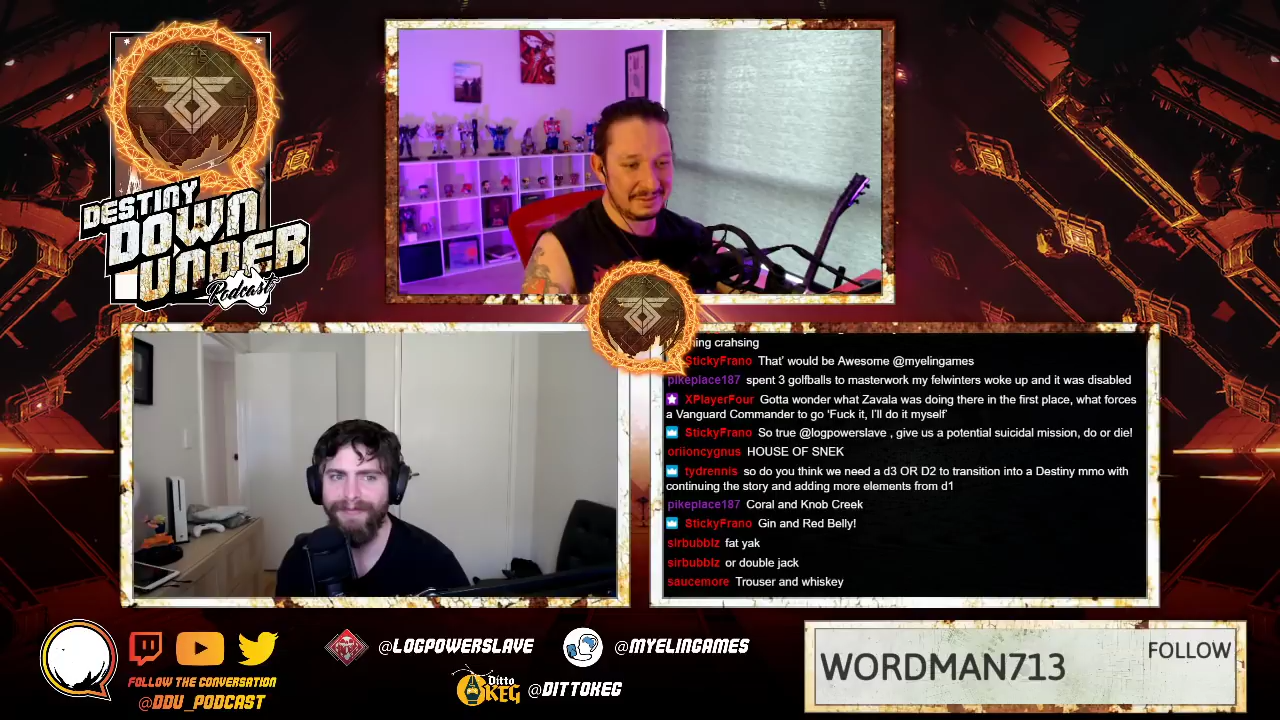 DESTINY
DOWN
UNDER
Podcast
crahsing
StickyFrano That' would be Awesome @myelingames
pikeplace187 spent 3 golfballs to masterwork my felwinters woke up and it was disabled
XPlayerFour Gotta wonder what Zavala was doing there in the first place, what forces
a Vanguard Commander to go 'Fuck it, I'll do it myself'
StickyFrano So true @logpowerslave , give us a potential suicidal mission, do or die!
oriioncygnus HOUSE OF SNEK
tydrennis so do you think we need a d3 OR D2 to transition into a Destiny mmo with
continuing the story and adding more elements from d1
pikeplace187 Coral and Knob Creek
StickyFrano Gin and Red Belly!
sirbubblz fat yak
sirbubblz or double jack
saucemore Trouser and whiskey
FOLLOW THE CONVERSATION
@DDU_PODCAST
@LOGPOWERSLAVE
@MYELINGAMES
Ditto
KEG
@DITTOKEG
WORDMAN713
FOLLOW